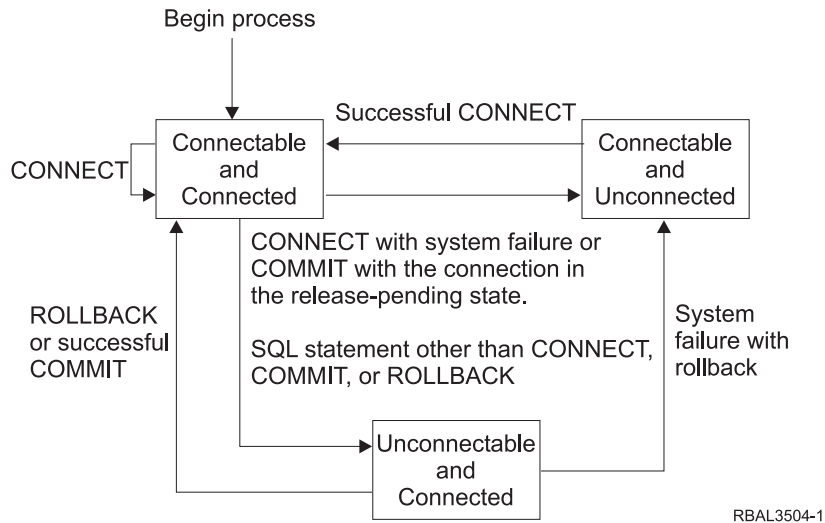 Begin process
Successful CONNECT
Connectable
and
Connected
Connectable
and
Unconnected
CONNECT
CONNECT with system failure or
COMMIT with the connection in
the release-pending state.
ROLLBACK
or successful
COMMIT
System
failure with
rollback
SQL statement other than CONNECT,
COMMIT, or ROLLBACK
Unconnectable
and
Connected
RBAL3504-1